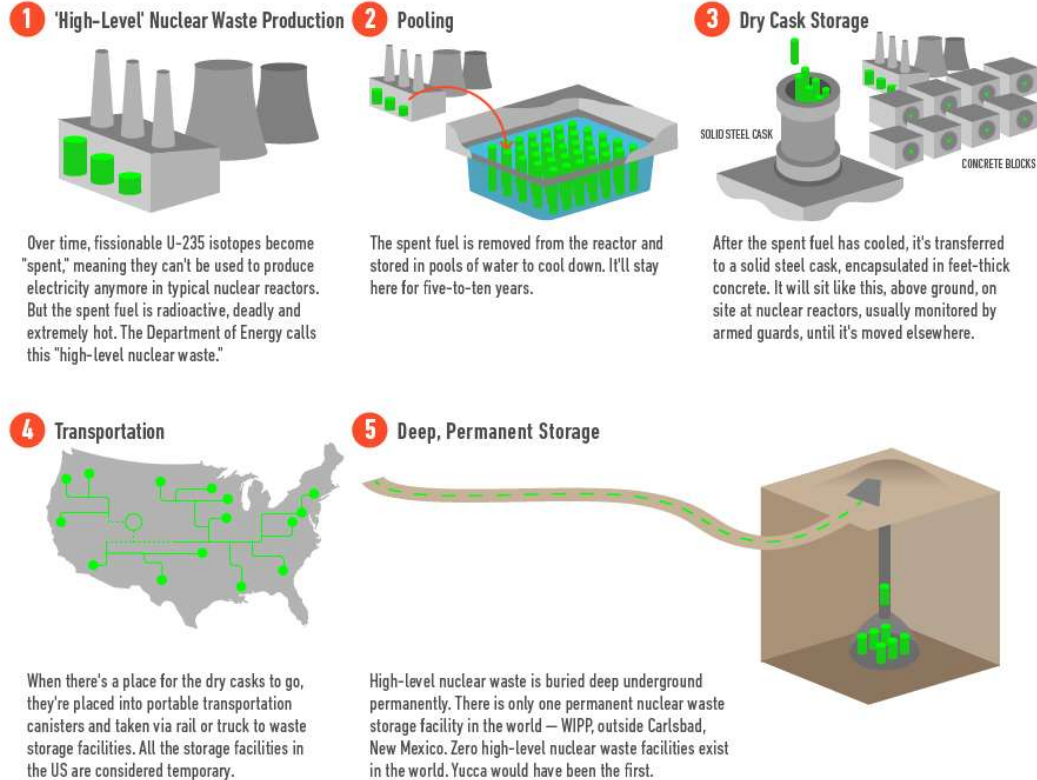 1 'High-Level' Nuclear Waste Production
Over time, fissionable U-235 isotopes become
"spent," meaning they can't be used to produce
electricity anymore in typical nuclear reactors.
But the spent fuel is radioactive, deadly and
extremely hot. The Department of Energy calls
this "high-level nuclear waste."
2 Pooling
The spent fuel is removed from the reactor and
stored in pools of water to cool down. It'll stay
here for five-to-ten years.
3 Dry Cask Storage
SOLID STEEL CASK
CONCRETE BLOCKS
After the spent fuel has cooled, it's transferred
to a solid steel cask, encapsulated in feet-thick
concrete. It will sit like this, above ground, on
site at nuclear reactors, usually monitored by
armed guards, until it's moved elsewhere.
4 Transportation
When there's a place for the dry casks to go,
they're placed into portable transportation
canisters and taken via rail or truck to waste
storage facilities. All the storage facilities in
the US are considered temporary.
5 Deep, Permanent Storage
High-level nuclear waste is buried deep underground
permanently. There is only one permanent nuclear waste
storage facility in the world — WIPP, outside Carlsbad,
New Mexico. Zero high-level nuclear waste facilities exist
in the world. Yucca would have been the first.